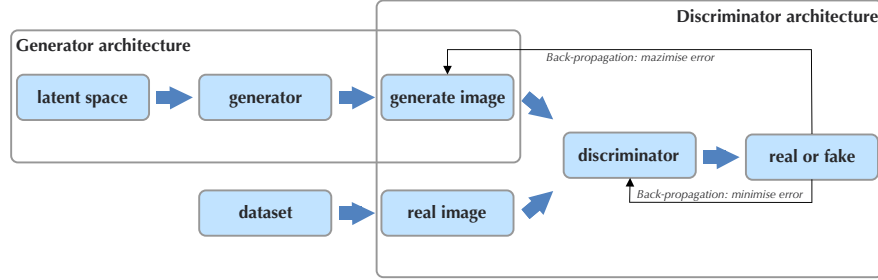 Discriminator architecture
Generator architecture
Back-propagation: mazimise error
latent space
generator
generate image
discriminator
real or fake
Back-propagation: minimise error
dataset
real image